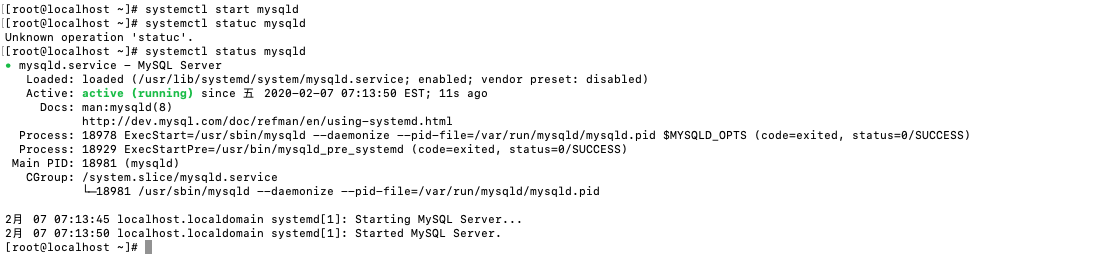 [root@localhost ~]# systemctl start mysqld
[root@localhost ~]# systemctl statuc mysqld
Unknown operation 'statuc'.
[root@localhost ~]# systemctl status mysqld
● mysqld.service - MySQL Server
   Loaded: loaded (/usr/lib/systemd/system/mysqld.service; enabled; vendor preset: disabled)
   Active: active (running) since 五 2020-02-07 07:13:50 EST; 11s ago
     Docs: man:mysqld(8)
           http://dev.mysql.com/doc/refman/en/using-systemd.html
  Process: 18978 ExecStart=/usr/sbin/mysqld --daemonize --pid-file=/var/run/mysqld/mysqld.pid $MYSQLD_OPTS (code=exited, status=0/SUCCESS)
  Process: 18929 ExecStartPre=/usr/bin/mysqld_pre_systemd (code=exited, status=0/SUCCESS)
 Main PID: 18981 (mysqld)
   CGroup: /system.slice/mysqld.service
           └─18981 /usr/sbin/mysqld --daemonize --pid-file=/var/run/mysqld/mysqld.pid

2月 07 07:13:45 localhost.localdomain systemd[1]: Starting MySQL Server...
2月 07 07:13:50 localhost.localdomain systemd[1]: Started MySQL Server.
[root@localhost ~]#